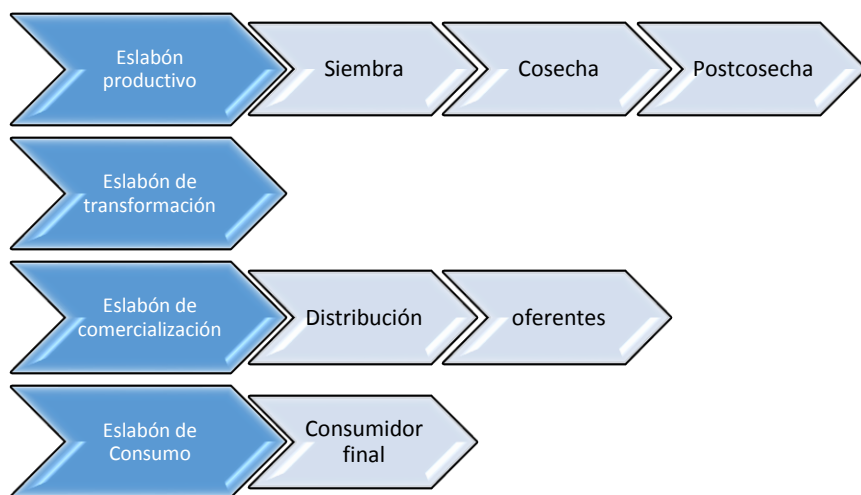 Eslabón
productivo
Siembra
Cosecha
Postcosecha
Eslabón de
transformación
Eslabón de
comercialización
Distribución
oferentes
Eslabón de
Consumo
Consumidor
final